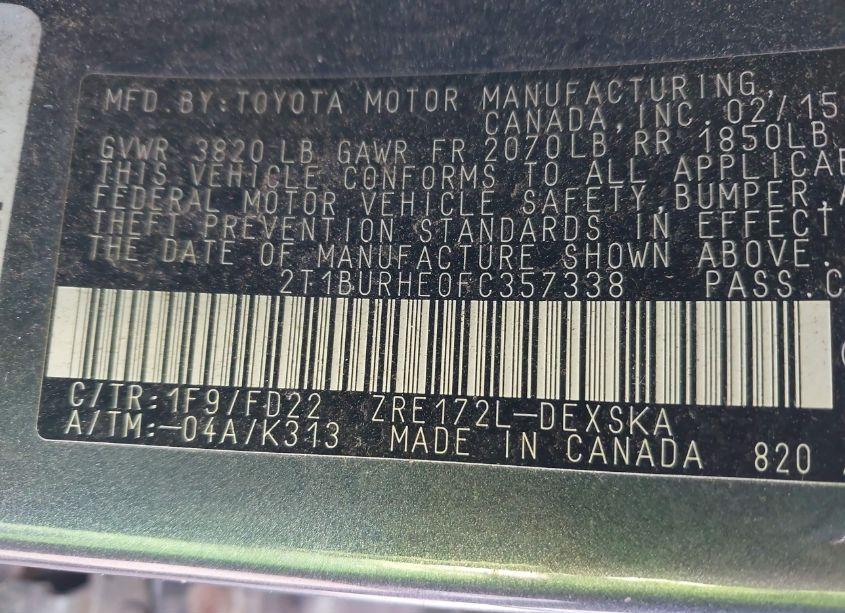 MFD. BY: TOYOTA MOTOR MANUFACTURING,
CANADA, INC. 02/15
GVWR 3820 LB GAWR FR 2070LB RR 1850LB
THIS VEHICLE CONFORMS TO ALL APPLICAB
FEDERAL MOTOR VEHICLE SAFETY, BUMPER, A
THEFT PREVENTION STANDARDS IN EFFECT
THE DATE OF MANUFACTURE SHOWN ABOVE.
2T1BURHE0FC357338 PASS.C
C/TR: 1F9/FD22 ZRE172L-DEXSKA
A/TM: -04A/K313 MADE IN CANADA 820